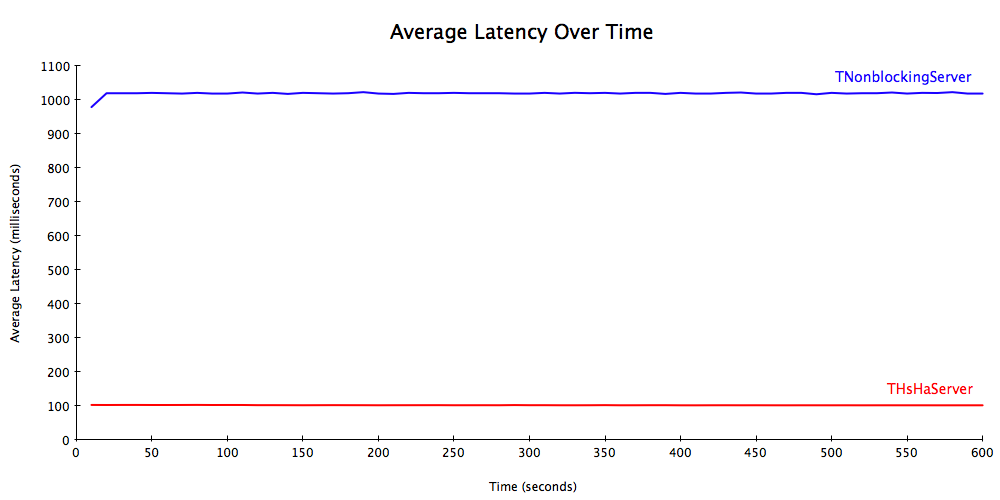 Average Latency Over Time
1100
1000
900
800
700
600
500
400
300
200
100
0
Average Latency (milliseconds)
TNonblockingServer
THsHaServer
0 50 100 150 200 250 300 350 400 450 500 550 600
Time (seconds)